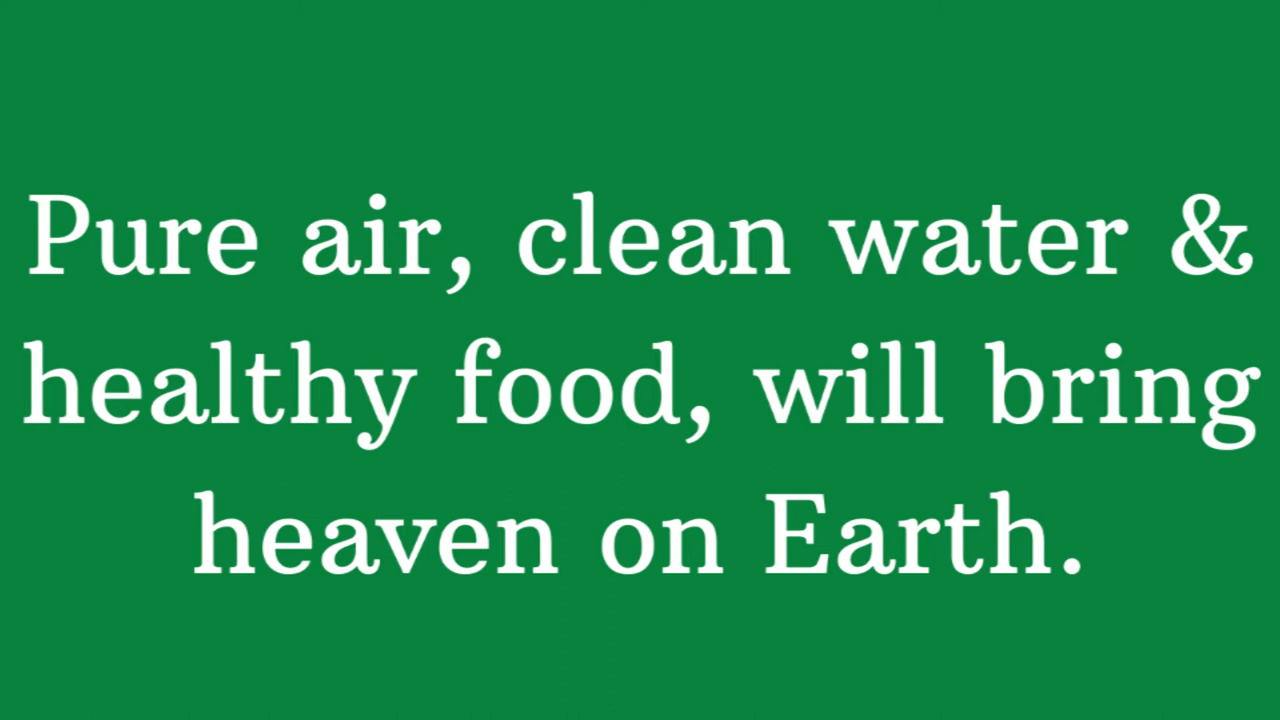 Pure air, clean water &
healthy food, will bring
heaven on Earth.